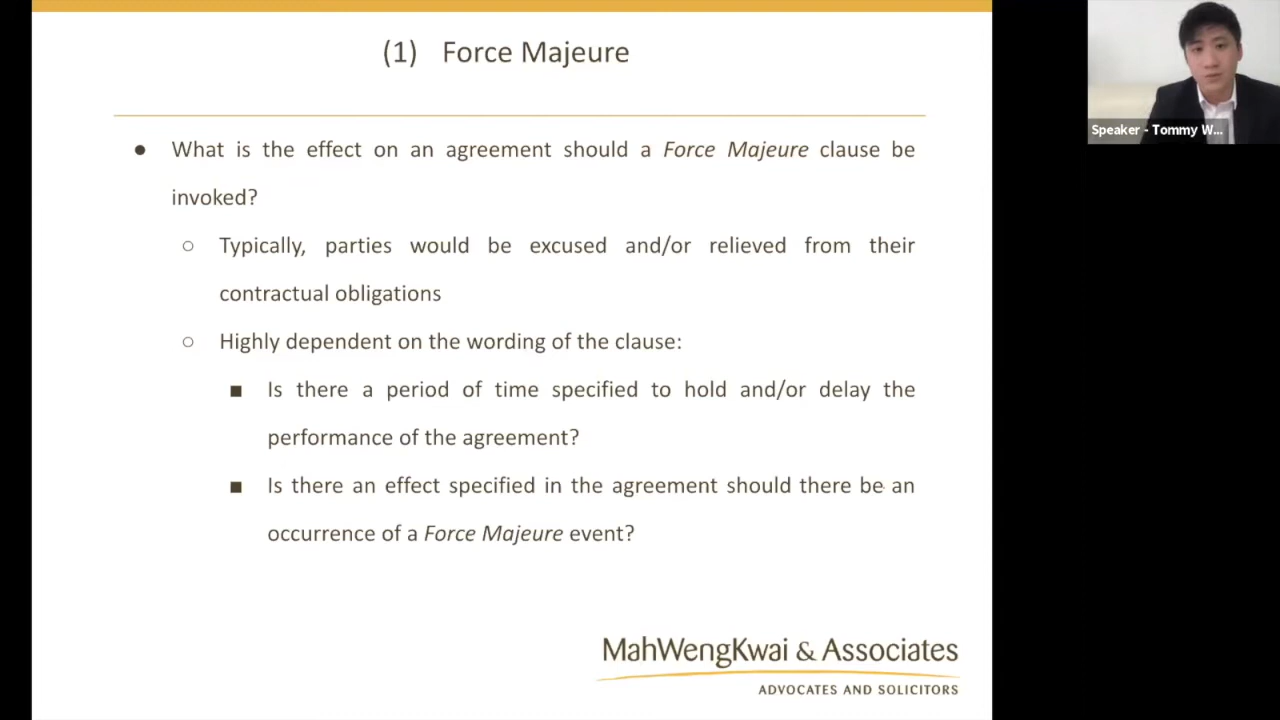 (1) Force Majeure
● What is the effect on an agreement should a Force Majeure clause be
invoked?
○ Typically, parties would be excused and/or relieved from their
contractual obligations
○ Highly dependent on the wording of the clause:
■ Is there a period of time specified to hold and/or delay the
performance of the agreement?
■ Is there an effect specified in the agreement should there be an
occurrence of a Force Majeure event?
MahWengKwai & Associates
ADVOCATES AND SOLICITORS
Speaker - Tommy W...